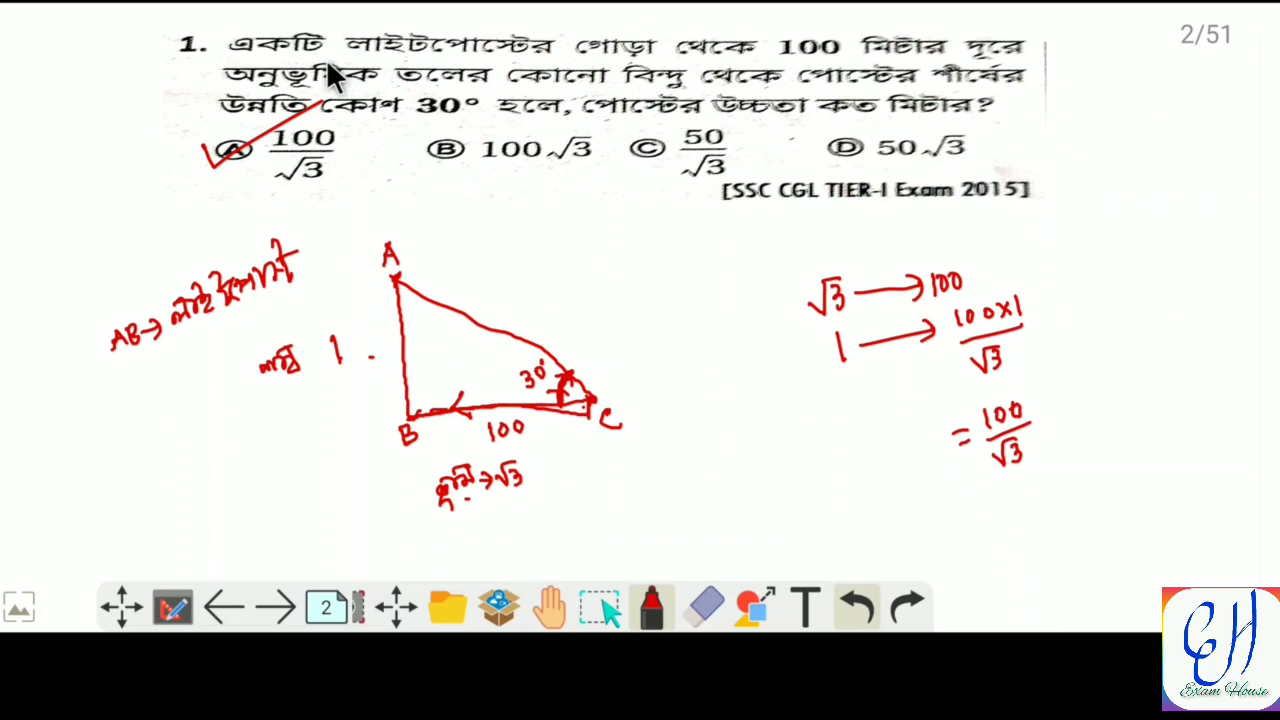 2/51
1. একটি লাইটপোস্টের গোড়া থেকে 100 মিটার দূরে
অনুভূমিক তলের কোনো বিন্দু থেকে পোস্টের শীর্ষের
উন্নতি কোণ 30° হলে, পোস্টের উচ্চতা কত মিটার?
Ⓐ 100/√3 Ⓑ 100√3 Ⓒ 50/√3 Ⓓ 50√3
[SSC CGL TIER-I Exam 2015]
AB→ লাইটপোস্ট
A
লম্ব 1
30°
B
100
C
ভূমি → √3
√3 → 100
1 → 100×1/√3
= 100/√3
2
T
EH
Exam House